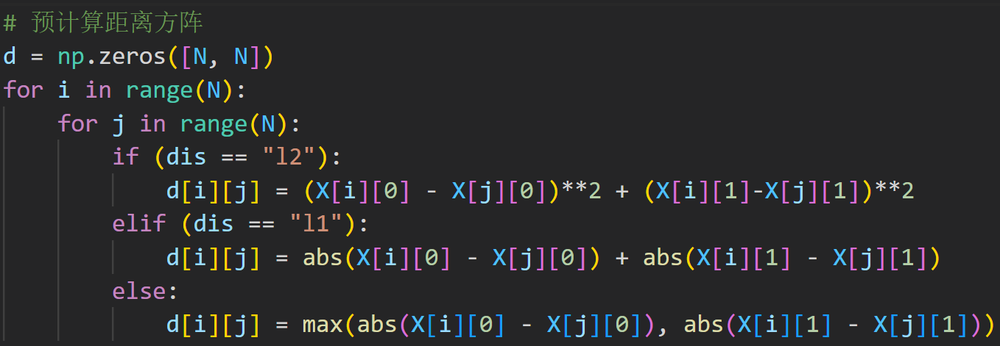 # 预计算距离方阵
d = np.zeros([N, N])
for i in range(N):
    for j in range(N):
        if (dis == "l2"):
            d[i][j] = (X[i][0] - X[j][0])**2 + (X[i][1]-X[j][1])**2
        elif (dis == "l1"):
            d[i][j] = abs(X[i][0] - X[j][0]) + abs(X[i][1] - X[j][1])
        else:
            d[i][j] = max(abs(X[i][0] - X[j][0]), abs(X[i][1] - X[j][1]))